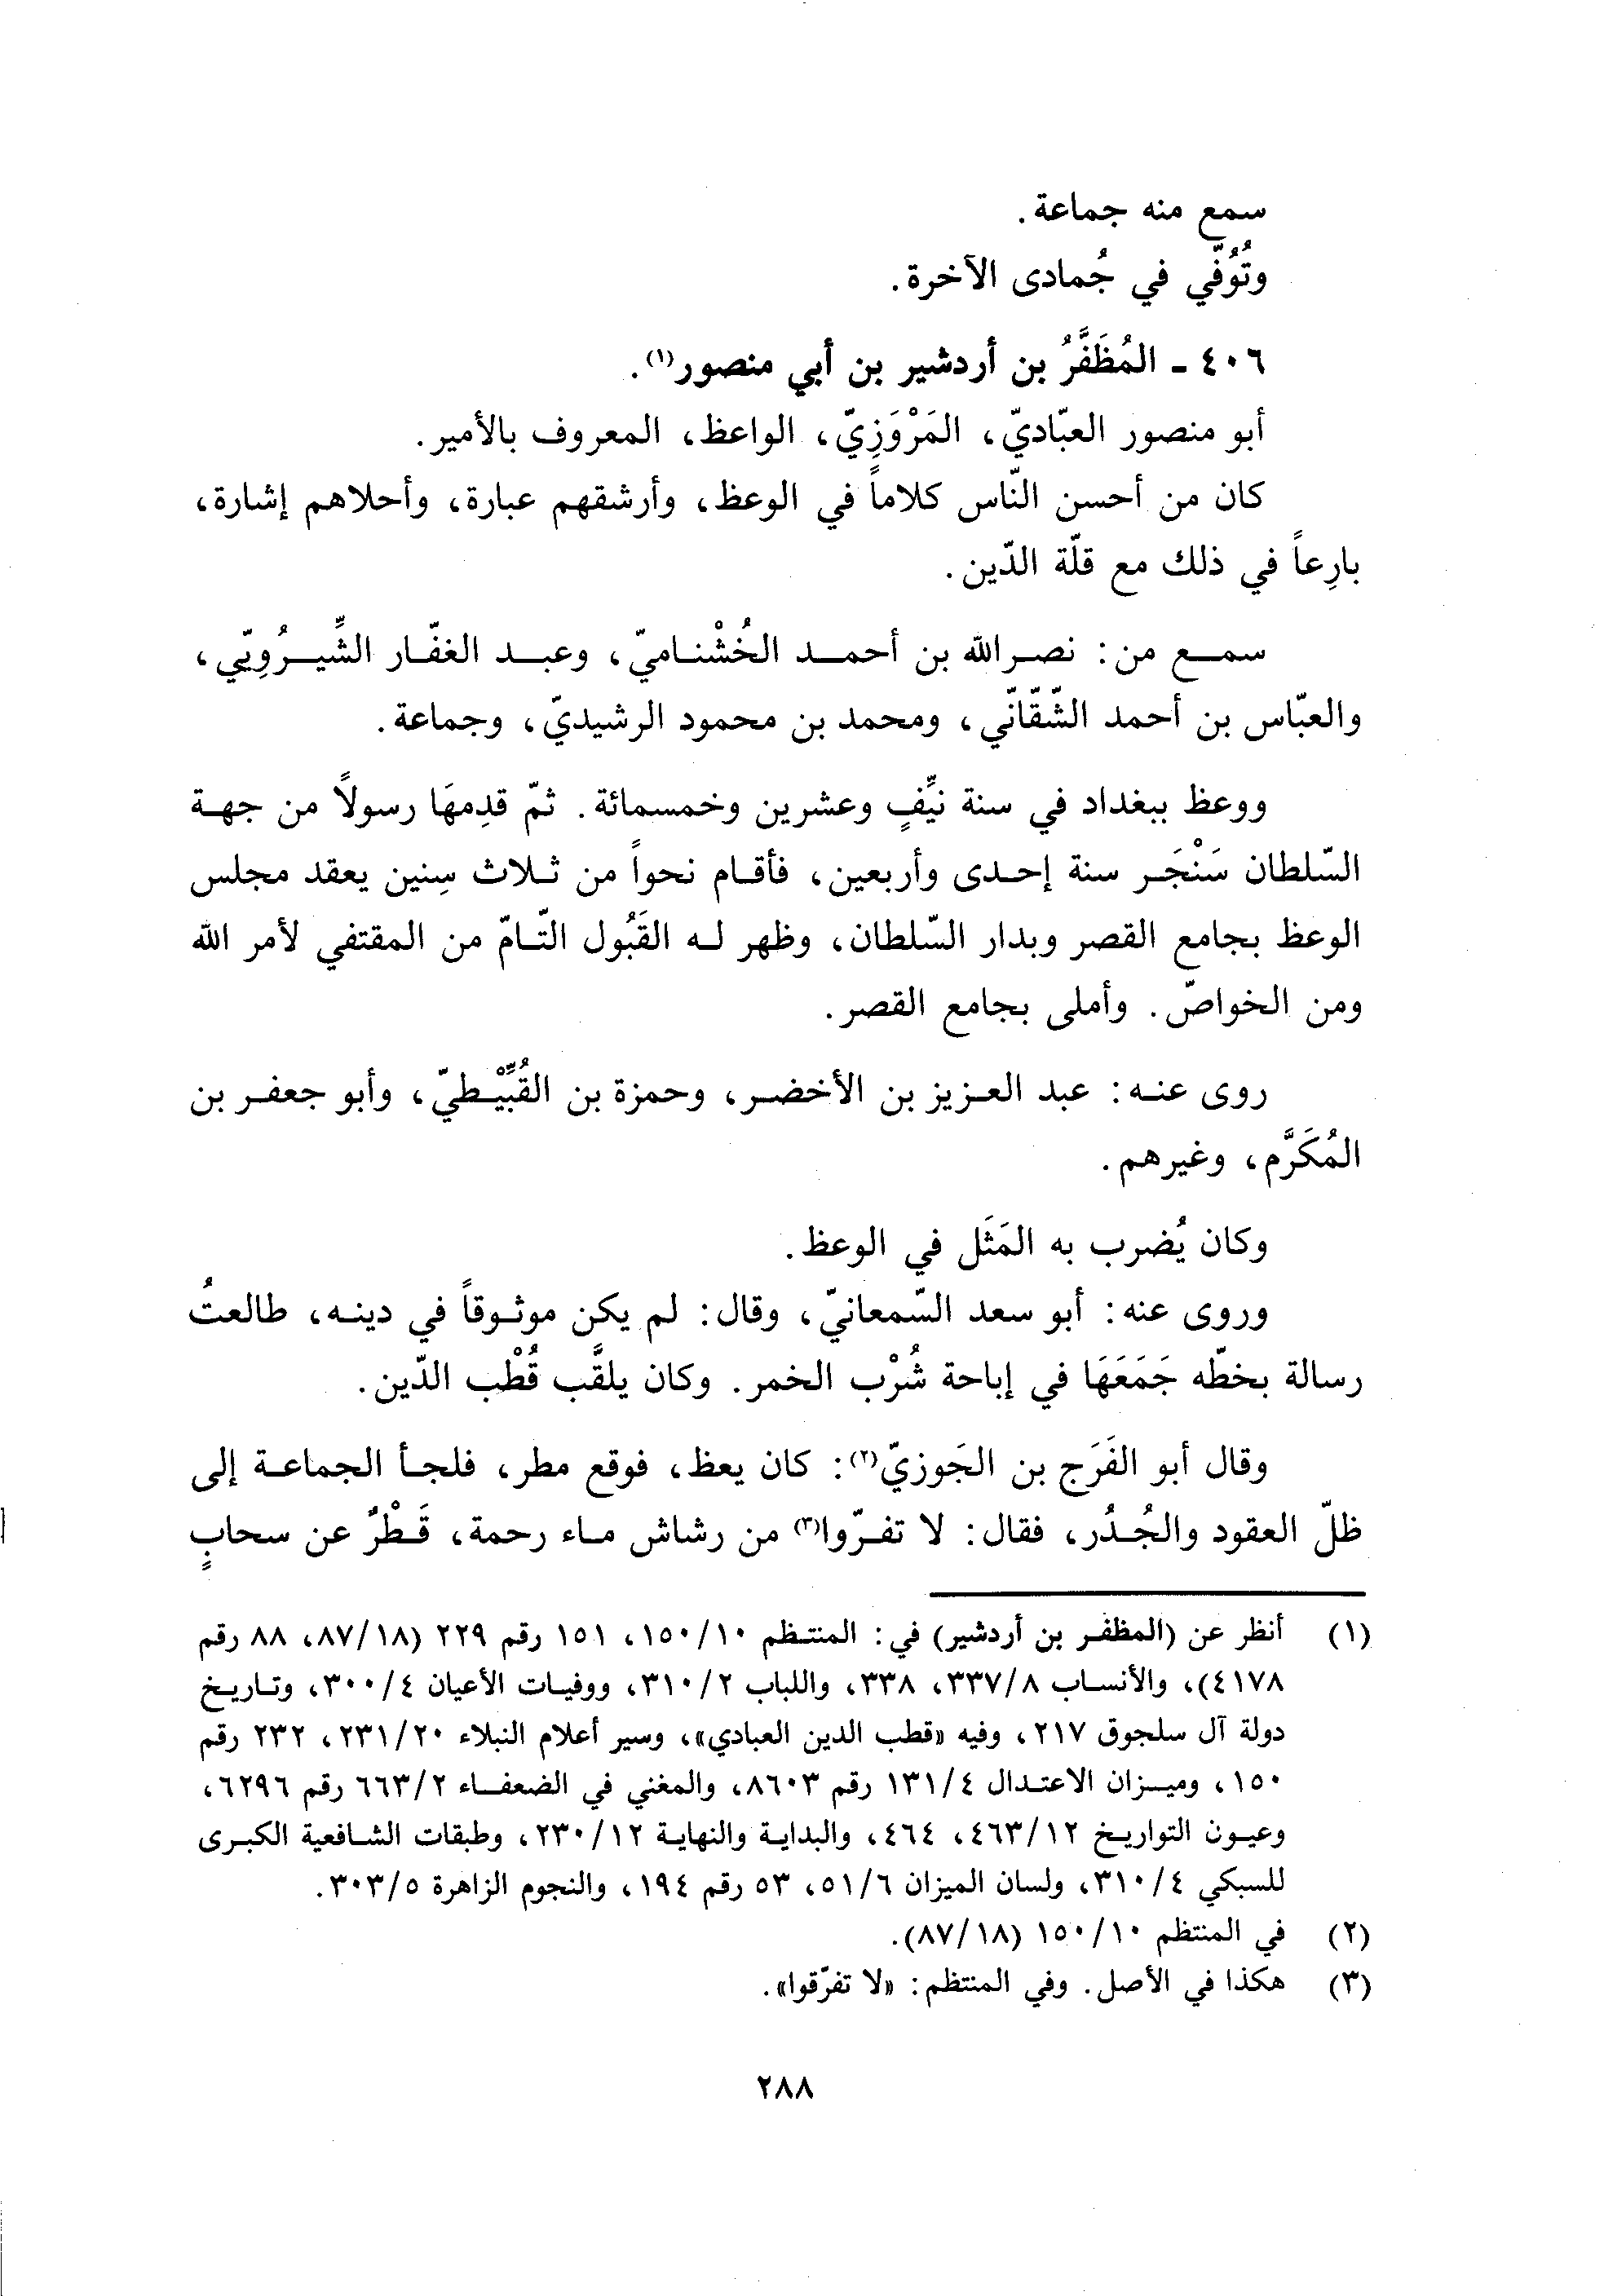 سمع منه جماعة.
وتُوُفّي في جُمادى الآخرة.
٤٠٦ - المُظَفَّرُ بن أردشير بن أبي منصور(١).
أبو منصور العبّاديّ، المَرْوَزِيّ، الواعظ، المعروف بالأمير.
كان من أحسن النّاس كلاماً في الوعظ، وأرشقهم عبارة، وأحلاهم إشارة،
بارِعاً في ذلك مع قلّة الدّين.
سمع من: نصرالله بن أحمد الخُشْناميّ، وعبد الغفّار الشِّيرُوِيّي،
والعبّاس بن أحمد الشّقّانّي، ومحمد بن محمود الرشيديّ، وجماعة.
ووعظ ببغداد في سنة نيِّفٍ وعشرين وخمسمائة. ثمّ قدِمهَا رسولاً من جهة
السّلطان سَنْجَر سنة إحدى وأربعين، فأقام نحواً من ثلاث سِنين يعقد مجلس
الوعظ بجامع القصر وبدار السّلطان، وظهر له القَبُول التّامّ من المقتفي لأمر الله
ومن الخواصّ. وأملى بجامع القصر.
روى عنه: عبد العزيز بن الأخضر، وحمزة بن القُبَّيْطيّ، وأبو جعفر بن
المُكَرَّم، وغيرهم.
وكان يُضرب به المَثَل في الوعظ.
وروى عنه: أبو سعد السّمعانيّ، وقال: لم يكن موثوقاً في دينه، طالعتُ
رسالة بخطّه جَمَعَهَا في إباحة شُرْب الخمر. وكان يلقَّب قُطْب الدّين.
وقال أبو الفَرَج بن الجَوزيّ(٢): كان يعظ، فوقع مطر، فلجأ الجماعة إلى
ظلّ العقود والجُدُر، فقال: لا تفرّوا(٣) من رشاش ماء رحمة، قَطْرٌ عن سحابٍ
(١) أنظر عن (المظفر بن أردشير) في: المنتظم ١٥٠/١٠، ١٥١ رقم ٢٢٩ (٨٧/١٨، ٨٨ رقم
٤١٧٨)، والأنساب ٣٣٧/٨، ٣٣٨، واللباب ٣١٠/٢، ووفيات الأعيان ٣٠٠/٤، وتاريخ
دولة آل سلجوق ٢١٧، وفيه «قطب الدين العبادي»، وسير أعلام النبلاء ٢٣١/٢٠، ٢٣٢ رقم
١٥٠، وميزان الاعتدال ١٣١/٤ رقم ٨٦٠٣، والمغني في الضعفاء ٦٦٣/٢ رقم ٦٢٩٦،
وعيون التواريخ ٤٦٣/١٢، ٤٦٤، والبداية والنهاية ٢٣٠/١٢، وطبقات الشافعية الكبرى
للسبكي ٣١٠/٤، ولسان الميزان ٥١/٦، ٥٣ رقم ١٩٤، والنجوم الزاهرة ٣٠٣/٥.
(٢) في المنتظم ١٥٠/١٠ (٨٧/١٨).
(٣) هكذا في الأصل. وفي المنتظم: «لا تفرّقوا».
٢٨٨